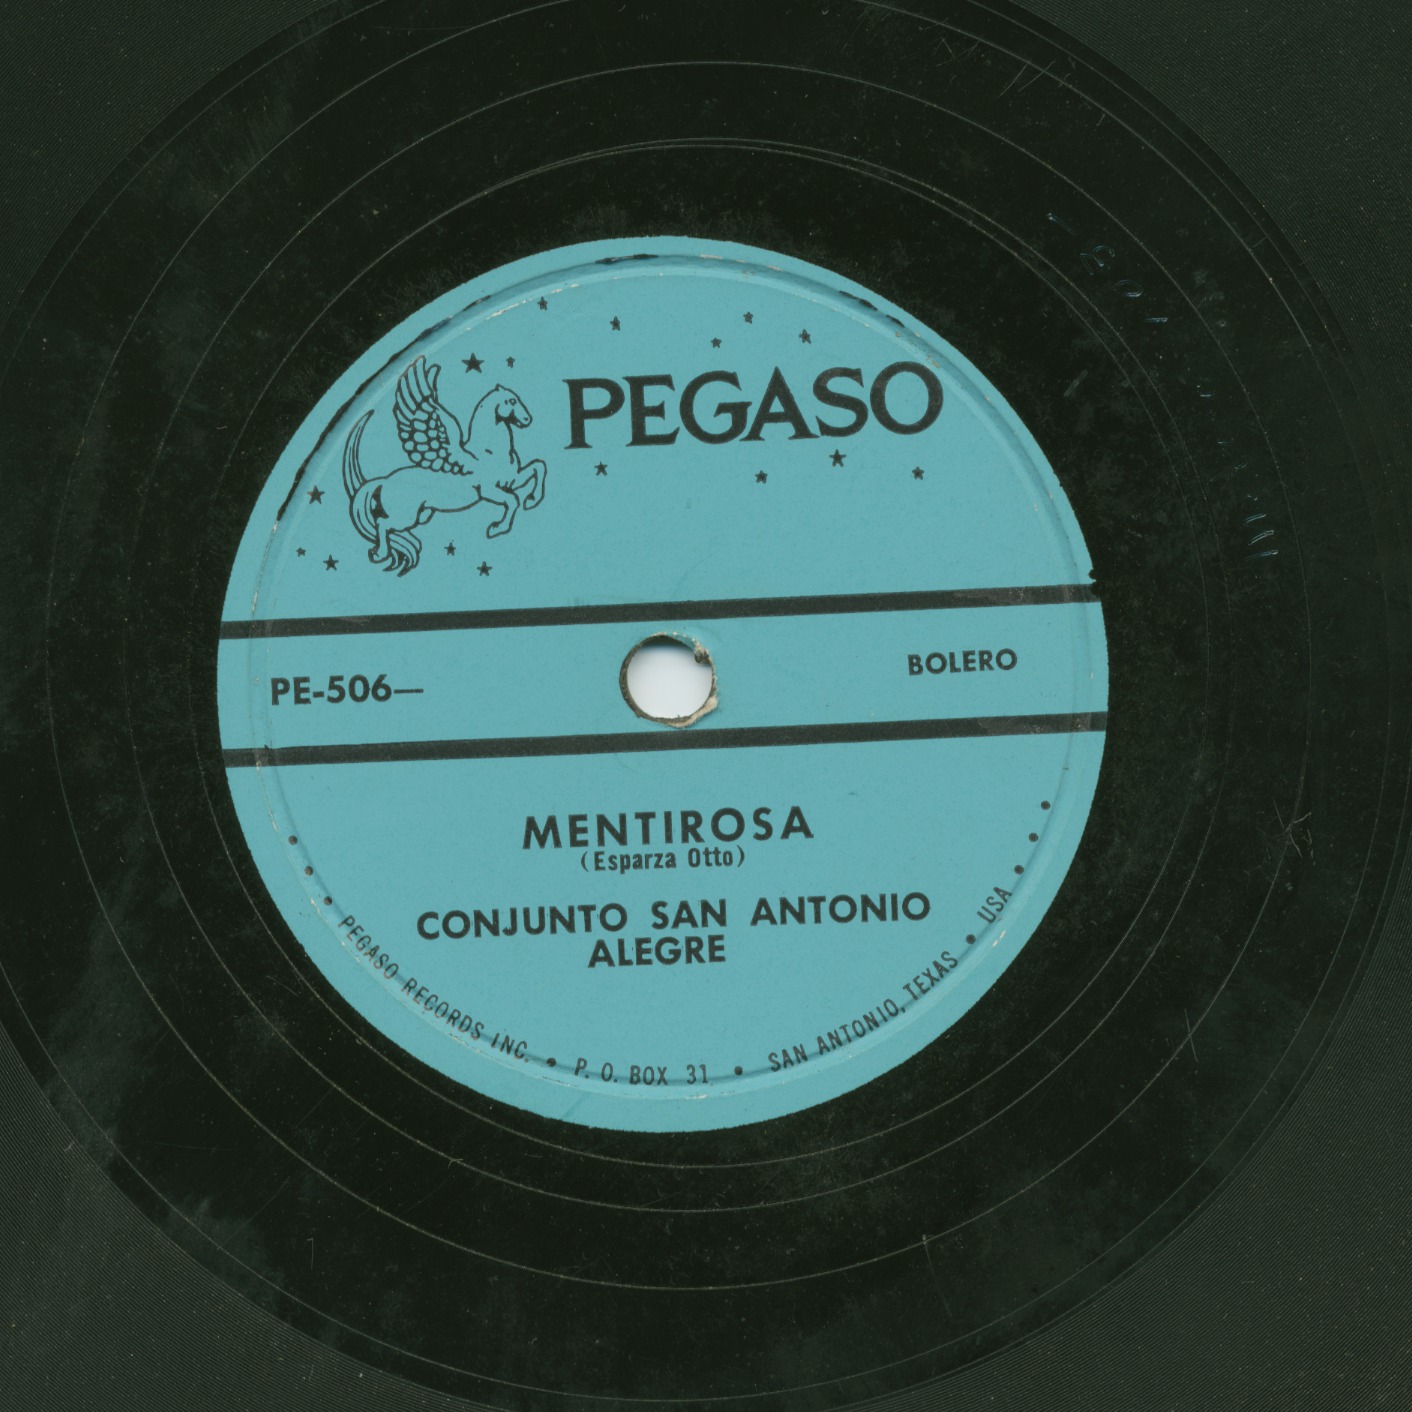 PEGASO
PE-506—
BOLERO
MENTIROSA
(Esparza Otto)
CONJUNTO SAN ANTONIO
ALEGRE
• • • PEGASO RECORDS INC. • P. O. BOX 31 • SAN ANTONIO, TEXAS • USA • • •